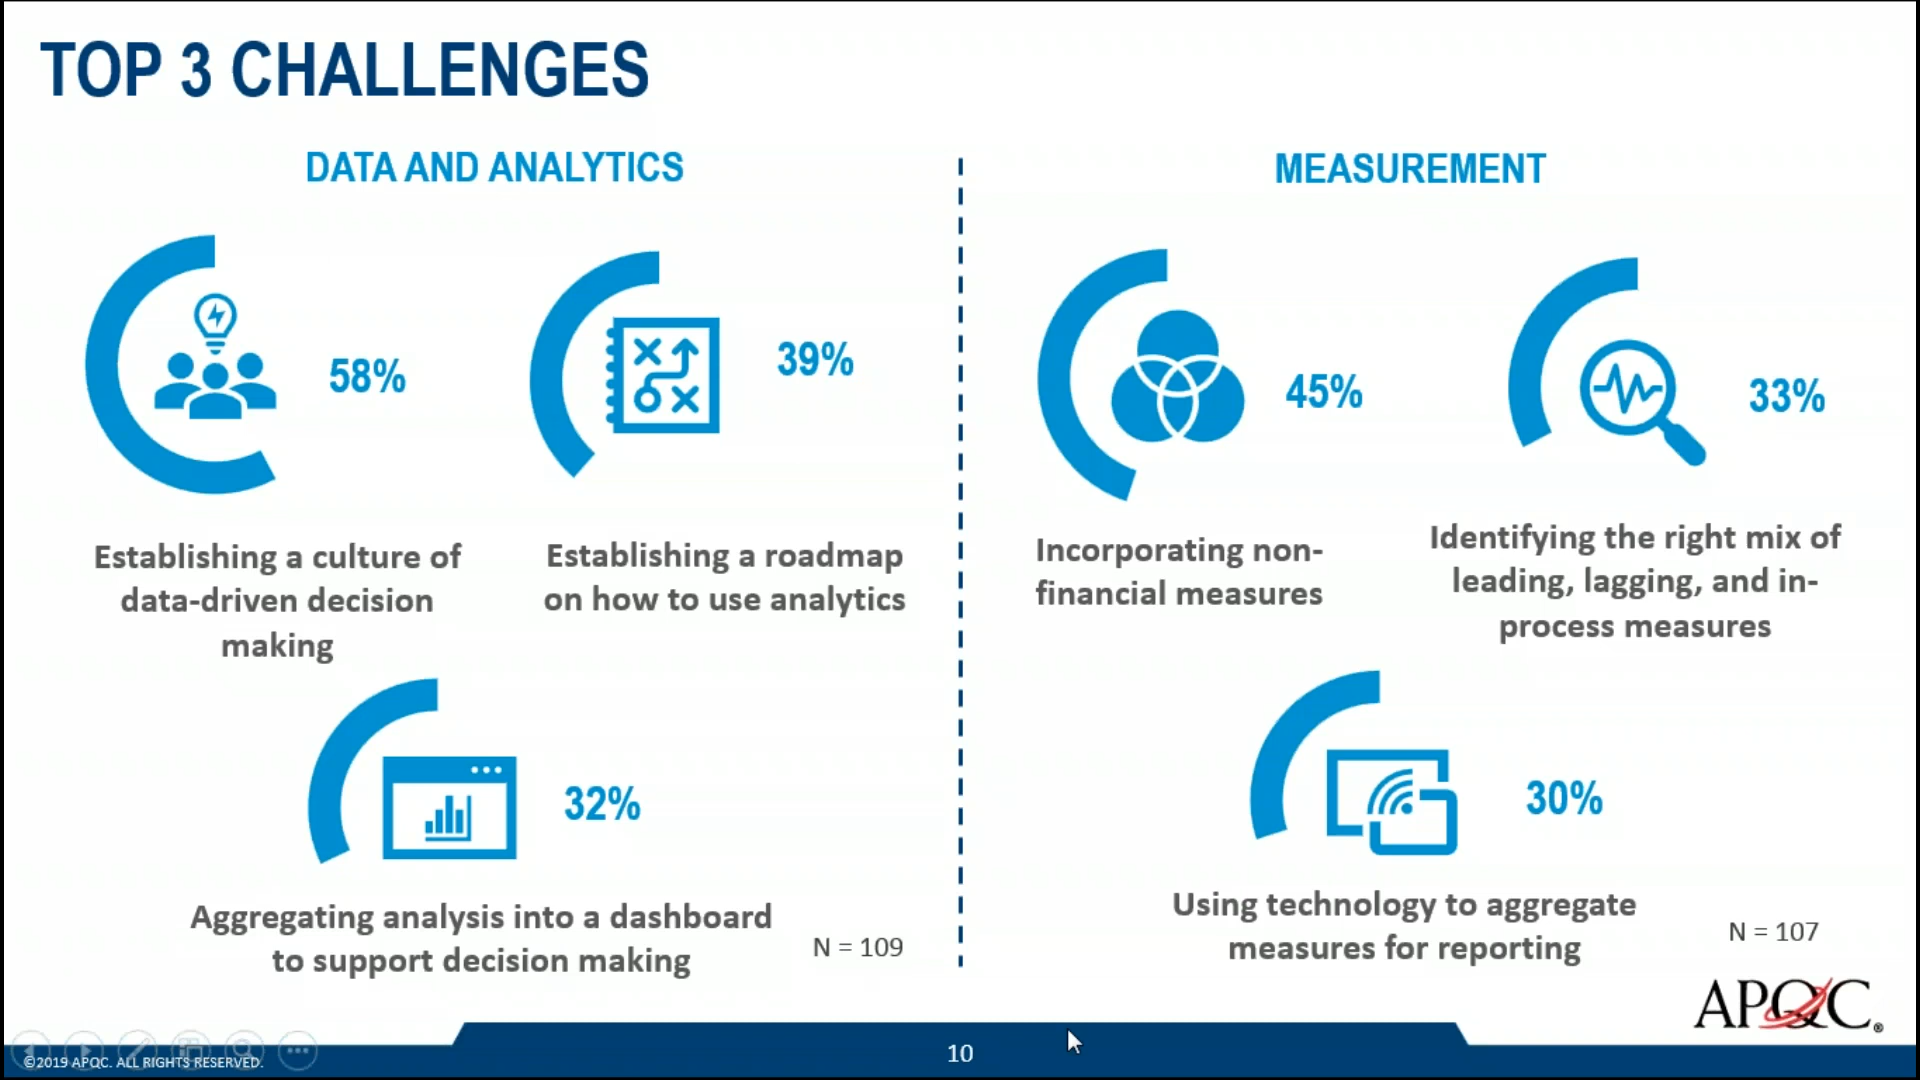 TOP 3 CHALLENGES
DATA AND ANALYTICS
58%
Establishing a culture of
data-driven decision
making
39%
Establishing a roadmap
on how to use analytics
32%
Aggregating analysis into a dashboard
to support decision making
N = 109
MEASUREMENT
45%
Incorporating non-
financial measures
33%
Identifying the right mix of
leading, lagging, and in-
process measures
30%
Using technology to aggregate
measures for reporting
N = 107
APQC®
©2019 APQC. ALL RIGHTS RESERVED.
10